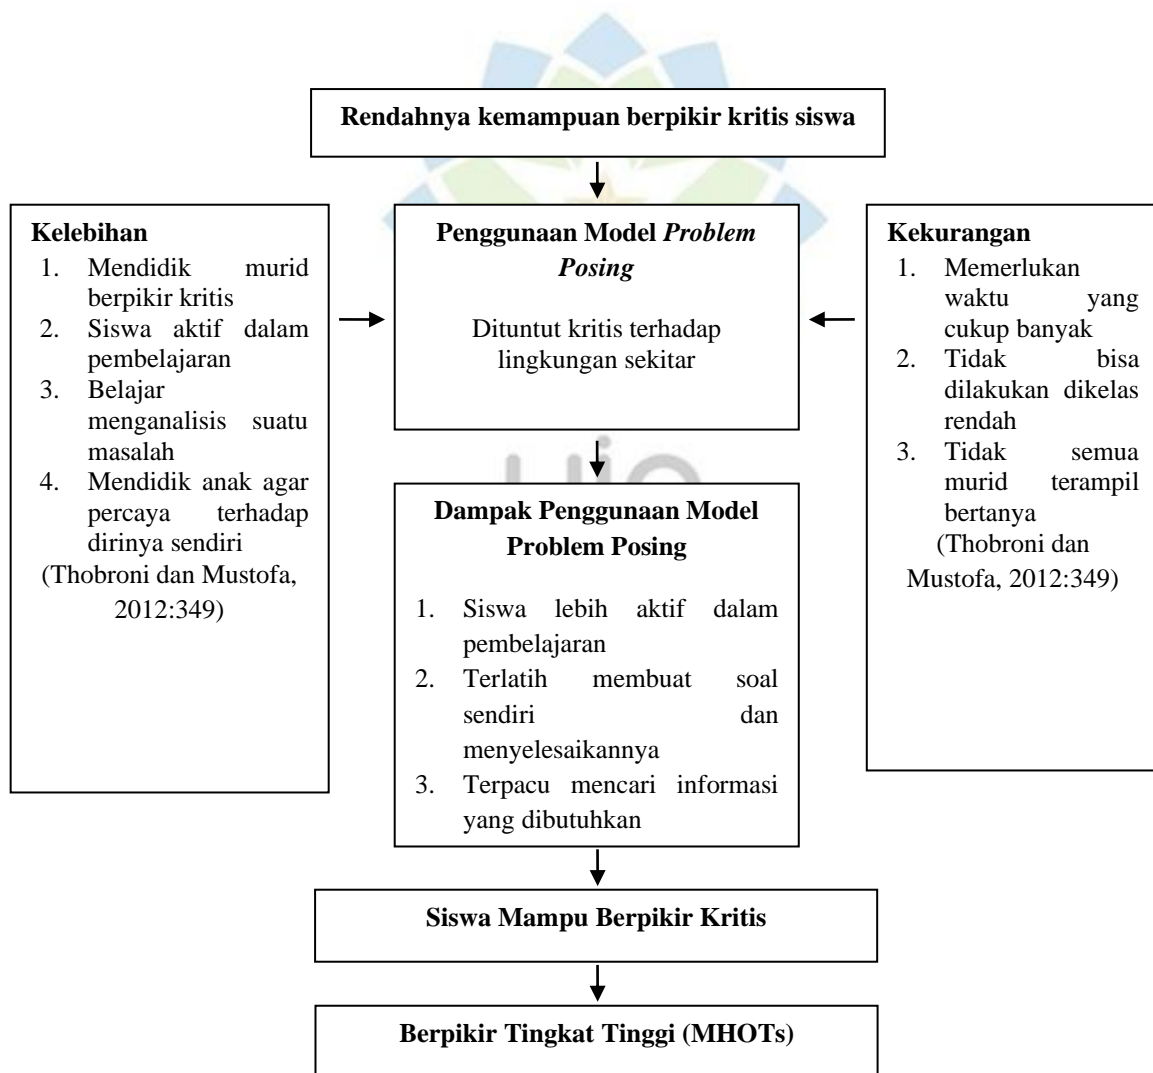 Rendahnya kemampuan berpikir kritis siswa
Kelebihan
1. Mendidik murid
berpikir kritis
2. Siswa aktif dalam
pembelajaran
3. Belajar
menganalisis suatu
masalah
4. Mendidik anak agar
percaya terhadap
dirinya sendiri
(Thobroni dan Mustofa,
2012:349)
Penggunaan Model Problem
Posing
Dituntut kritis terhadap
lingkungan sekitar
Kekurangan
1. Memerlukan
waktu yang
cukup banyak
2. Tidak bisa
dilakukan dikelas
rendah
3. Tidak semua
murid terampil
bertanya
(Thobroni dan
Mustofa, 2012:349)
Dampak Penggunaan Model
Problem Posing
1. Siswa lebih aktif dalam
pembelajaran
2. Terlatih membuat soal
sendiri dan
menyelesaikannya
3. Terpacu mencari informasi
yang dibutuhkan
Siswa Mampu Berpikir Kritis
Berpikir Tingkat Tinggi (MHOTs)